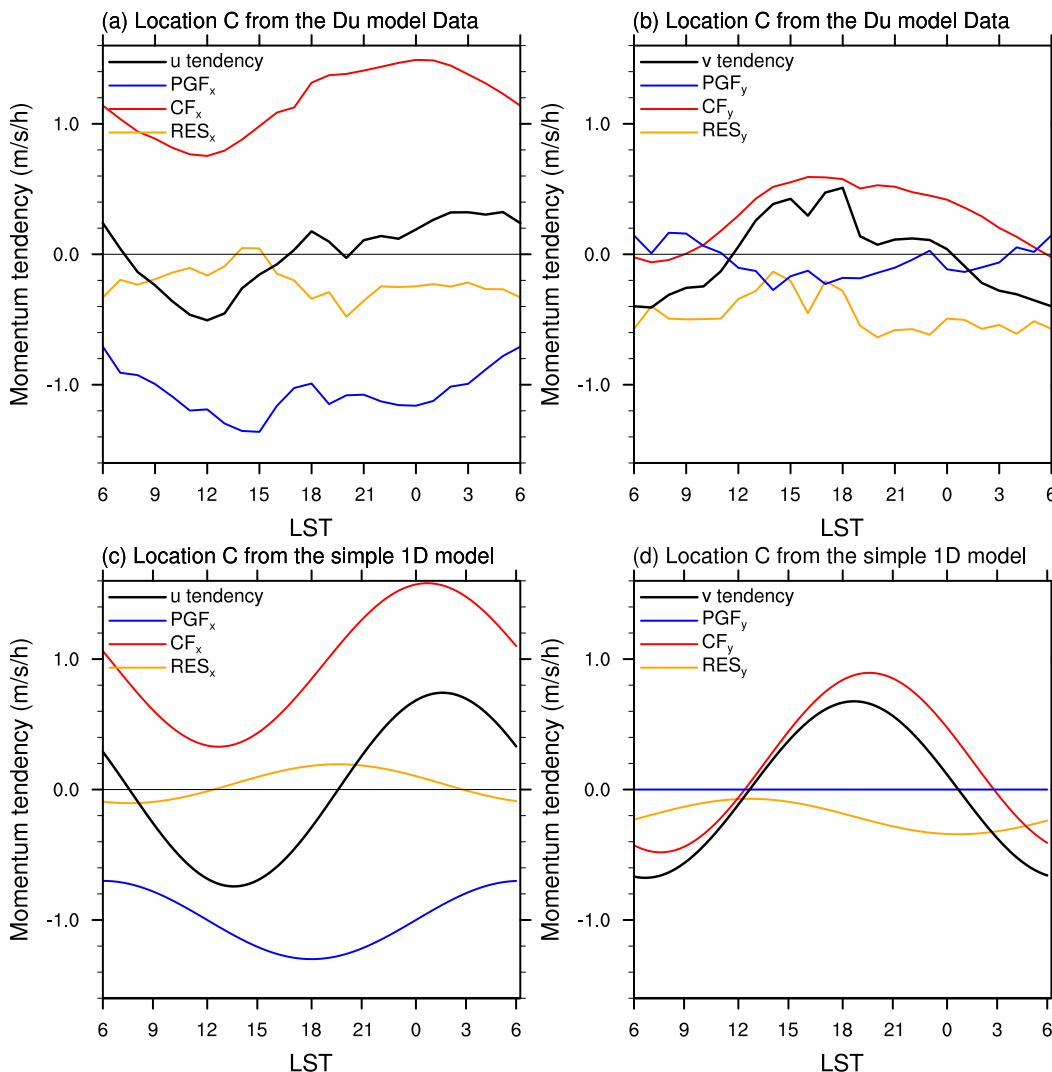 (a) Location C from the Du model Data
u tendency
PGFx
CFx
RESx
1.0
0.0
-1.0
Momentum tendency (m/s/h)
6 9 12 15 18 21 0 3 6
LST
(b) Location C from the Du model Data
v tendency
PGFy
CFy
RESy
1.0
0.0
-1.0
Momentum tendency (m/s/h)
6 9 12 15 18 21 0 3 6
LST
(c) Location C from the simple 1D model
u tendency
PGFx
CFx
RESx
1.0
0.0
-1.0
Momentum tendency (m/s/h)
6 9 12 15 18 21 0 3 6
LST
(d) Location C from the simple 1D model
v tendency
PGFy
CFy
RESy
1.0
0.0
-1.0
Momentum tendency (m/s/h)
6 9 12 15 18 21 0 3 6
LST